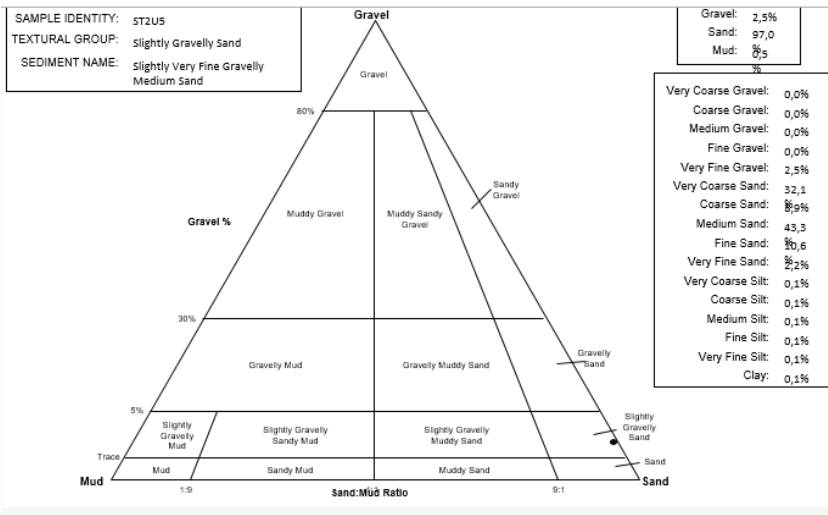 SAMPLE IDENTITY: ST2U5
TEXTURAL GROUP: Slightly Gravelly Sand
SEDIMENT NAME: Slightly Very Fine Gravelly
Medium Sand
Gravel
Gravel: 2,5%
Sand: 97,0
%
Mud: 0,5
%
Gravel
80%
Very Coarse Gravel: 0,0%
Coarse Gravel: 0,0%
Medium Gravel: 0,0%
Fine Gravel: 0,0%
Very Fine Gravel: 2,5%
Very Coarse Sand: 32,1
%
Coarse Sand: 8,9%
Medium Sand: 43,3
%
Fine Sand: 10,6
%
Very Fine Sand: 2,2%
Very Coarse Silt: 0,1%
Coarse Silt: 0,1%
Medium Silt: 0,1%
Fine Silt: 0,1%
Very Fine Silt: 0,1%
Clay: 0,1%
Sandy
Gravel
Gravel %
Muddy Gravel
Muddy Sandy
Gravel
30%
Gravelly Mud
Gravelly Muddy Sand
Gravelly
Sand
5%
Slightly
Gravelly
Mud
Slightly Gravelly
Sandy Mud
Slightly Gravelly
Muddy Sand
Slightly
Gravelly
Sand
Trace
Mud
Sandy Mud
Muddy Sand
Sand
Mud
Sand
1:9
9:1
Sand:Mud Ratio